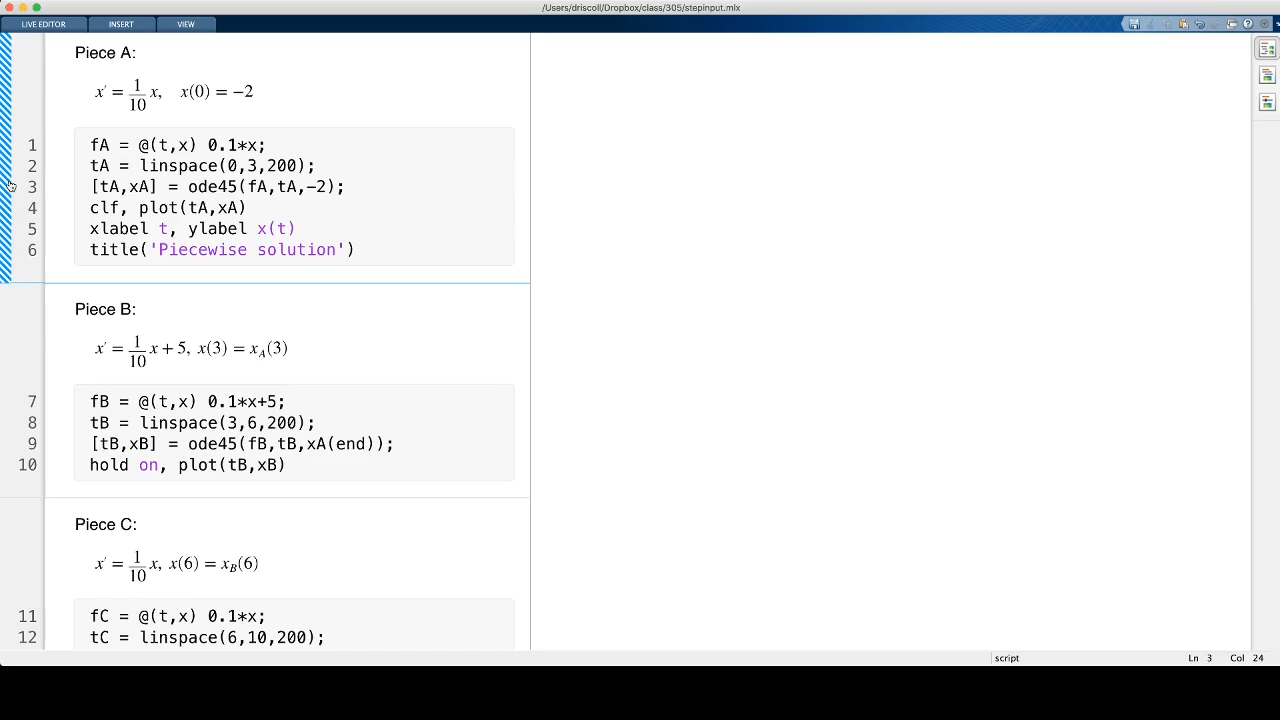 /Users/driscoll/Dropbox/class/305/stepinput.mlx
LIVE EDITOR INSERT VIEW
Piece A:
x′ = 1/10 x, x(0) = −2
1 fA = @(t,x) 0.1*x;
2 tA = linspace(0,3,200);
3 [tA,xA] = ode45(fA,tA,-2);
4 clf, plot(tA,xA)
5 xlabel t, ylabel x(t)
6 title('Piecewise solution')
Piece B:
x′ = 1/10 x + 5, x(3) = x_A(3)
7 fB = @(t,x) 0.1*x+5;
8 tB = linspace(3,6,200);
9 [tB,xB] = ode45(fB,tB,xA(end));
10 hold on, plot(tB,xB)
Piece C:
x′ = 1/10 x, x(6) = x_B(6)
11 fC = @(t,x) 0.1*x;
12 tC = linspace(6,10,200);
script Ln 3 Col 24